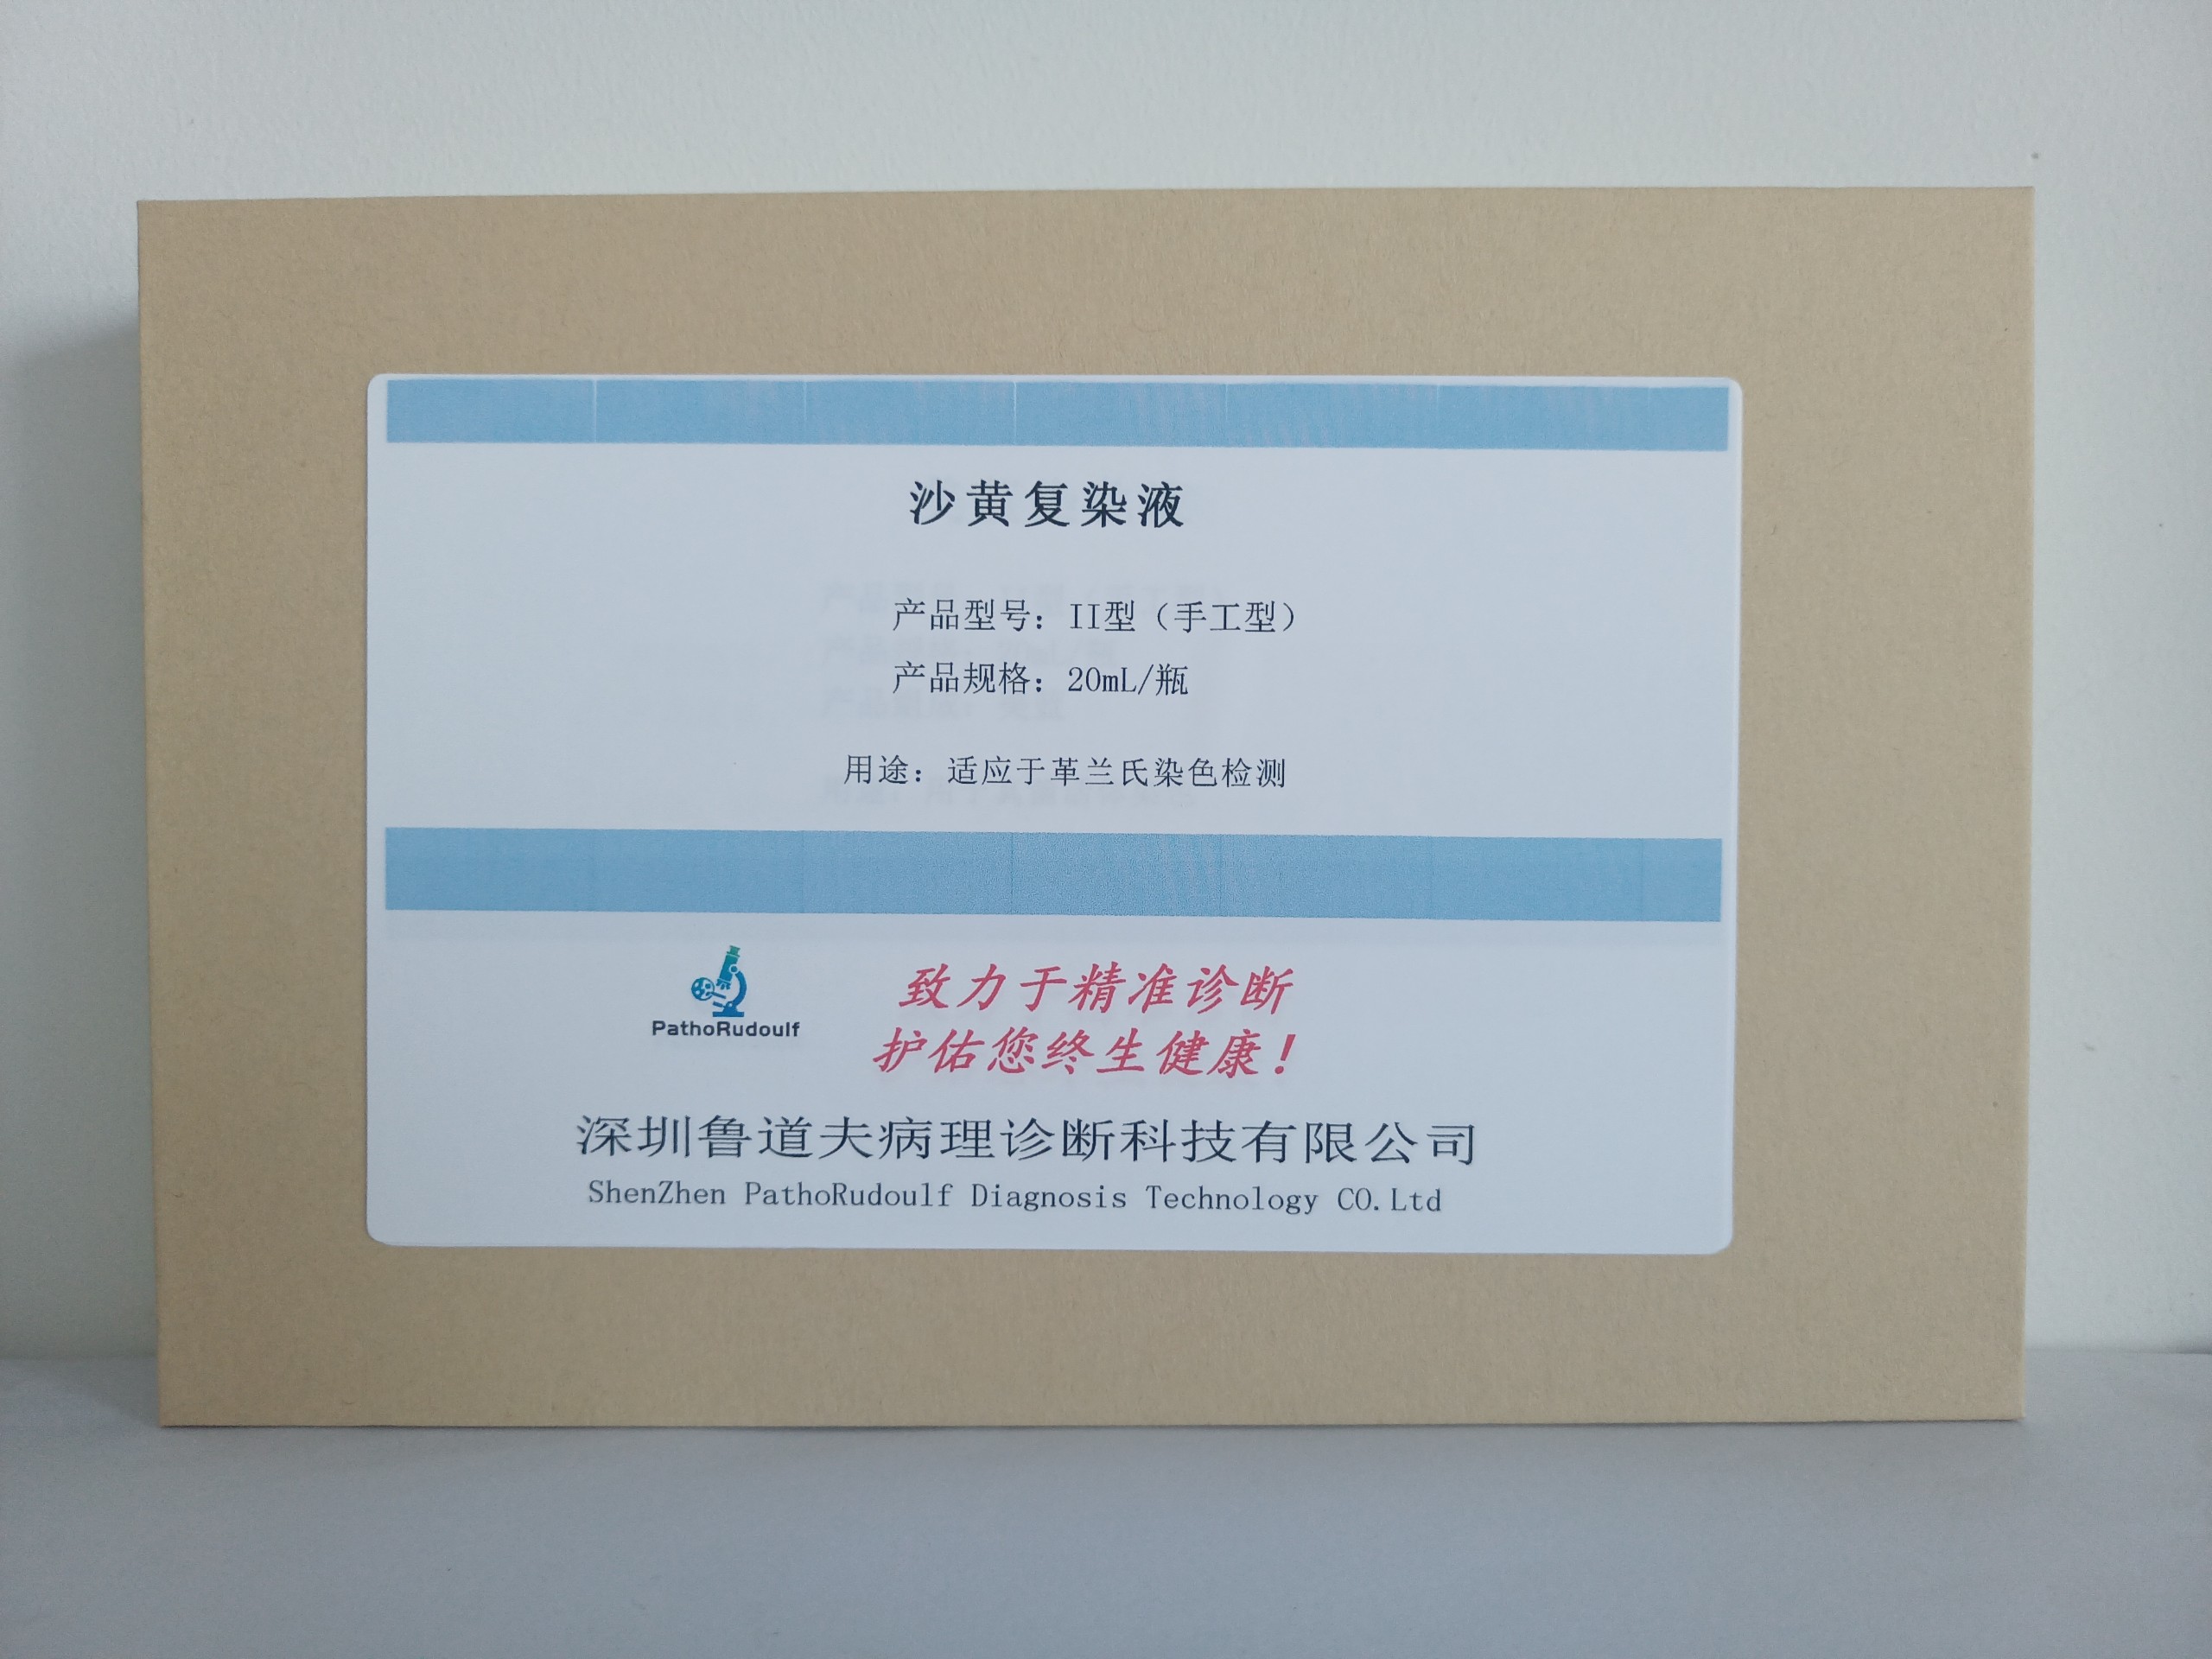 沙黄复染液
产品型号：II型（手工型）
产品规格：20mL/瓶
用途：适应于革兰氏染色检测
PathoRudoulf
致力于精准诊断
护佑您终生健康！
深圳鲁道夫病理诊断科技有限公司
ShenZhen PathoRudoulf Diagnosis Technology CO.Ltd